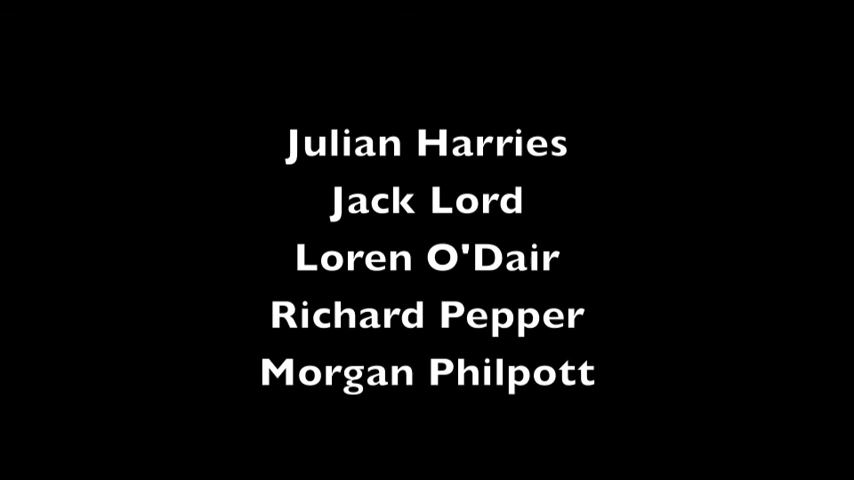 Julian Harries
Jack Lord
Loren O'Dair
Richard Pepper
Morgan Philpott